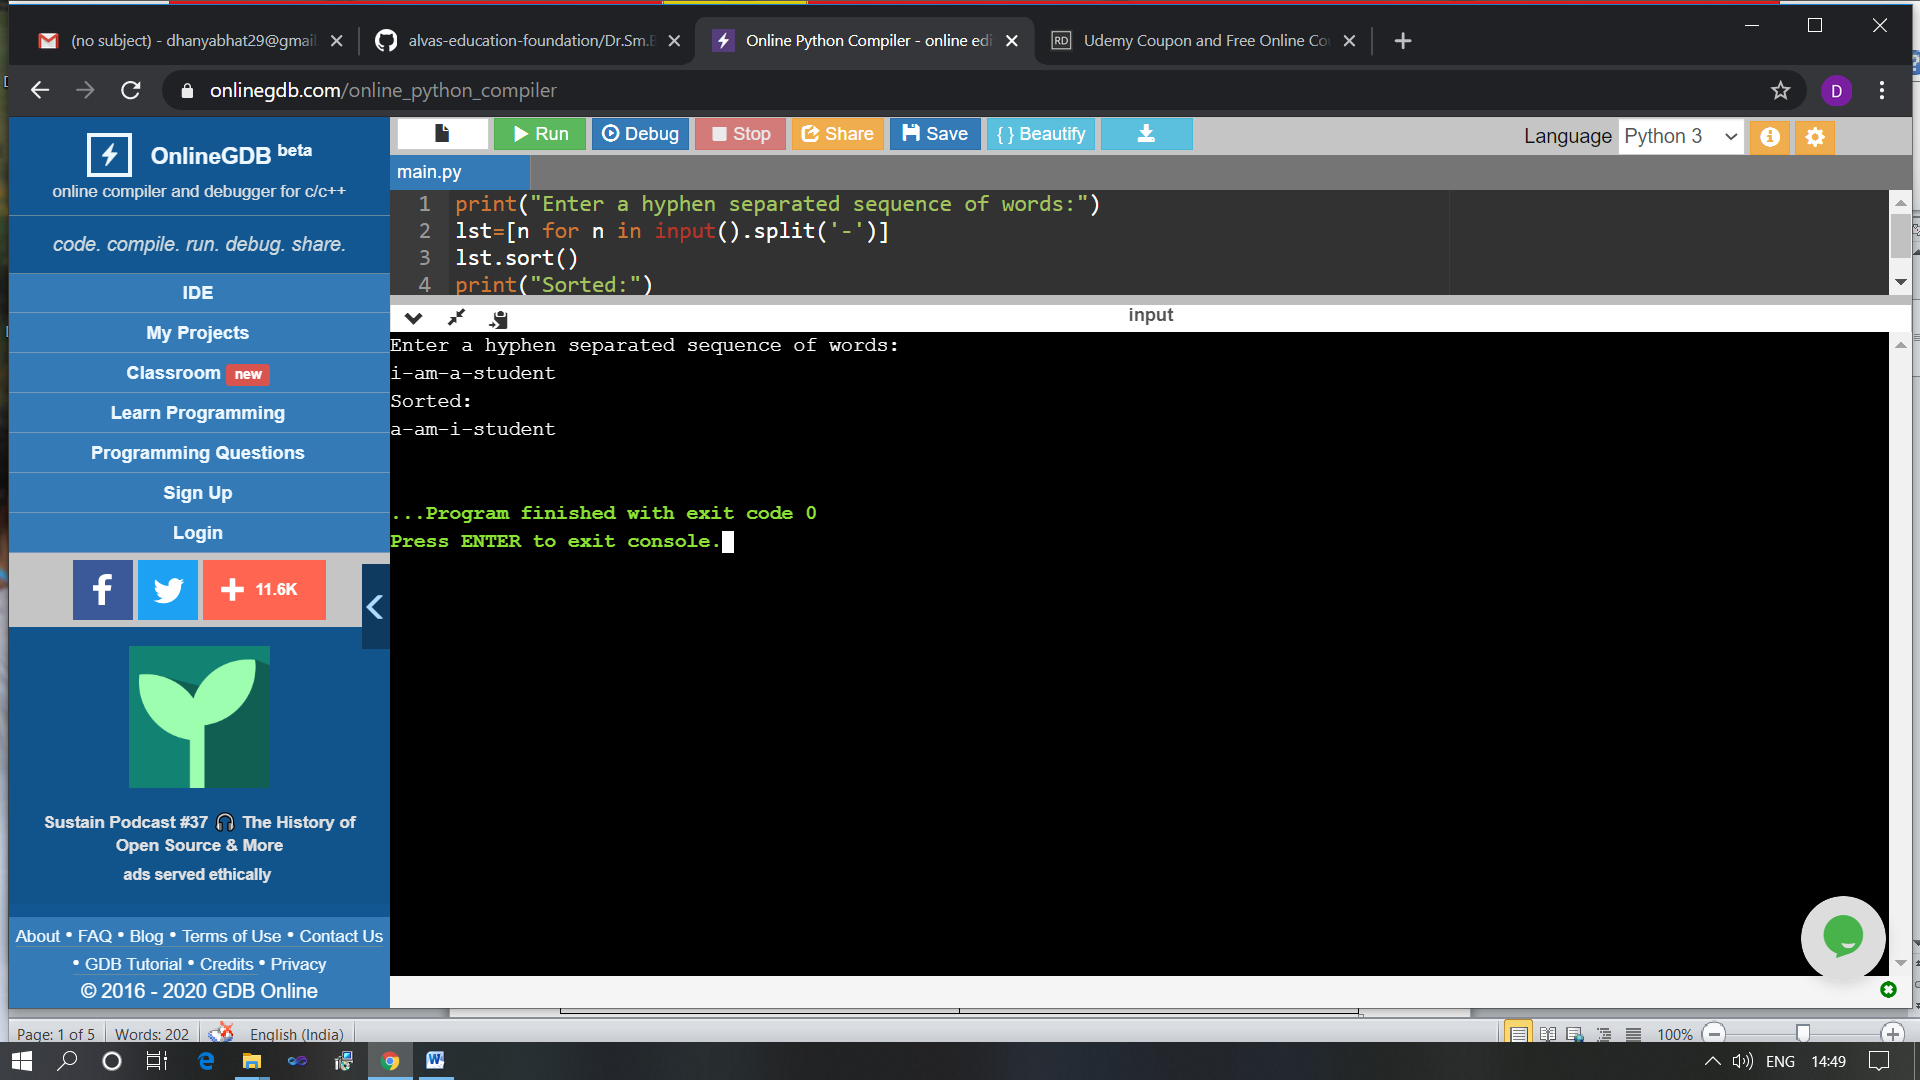 (no subject) - dhanyabhat29@gmail.
alvas-education-foundation/Dr.Sm.
Online Python Compiler - online edi
Udemy Coupon and Free Online Co
onlinegdb.com/online_python_compiler
D
OnlineGDB beta
online compiler and debugger for c/c++
code. compile. run. debug. share.
IDE
My Projects
Classroom new
Learn Programming
Programming Questions
Sign Up
Login
11.6K
Sustain Podcast #37 🎧 The History of
Open Source & More
ads served ethically
About • FAQ • Blog • Terms of Use • Contact Us
• GDB Tutorial • Credits • Privacy
© 2016 - 2020 GDB Online
Run Debug Stop Share Save { } Beautify
Language Python 3
main.py
1 print("Enter a hyphen separated sequence of words:")
2 lst=[n for n in input().split('-')]
3 lst.sort()
4 print("Sorted:")
input
Enter a hyphen separated sequence of words:
i-am-a-student
Sorted:
a-am-i-student
...Program finished with exit code 0
Press ENTER to exit console.
Page: 1 of 5 Words: 202 English (India) 100%
ENG 14:49